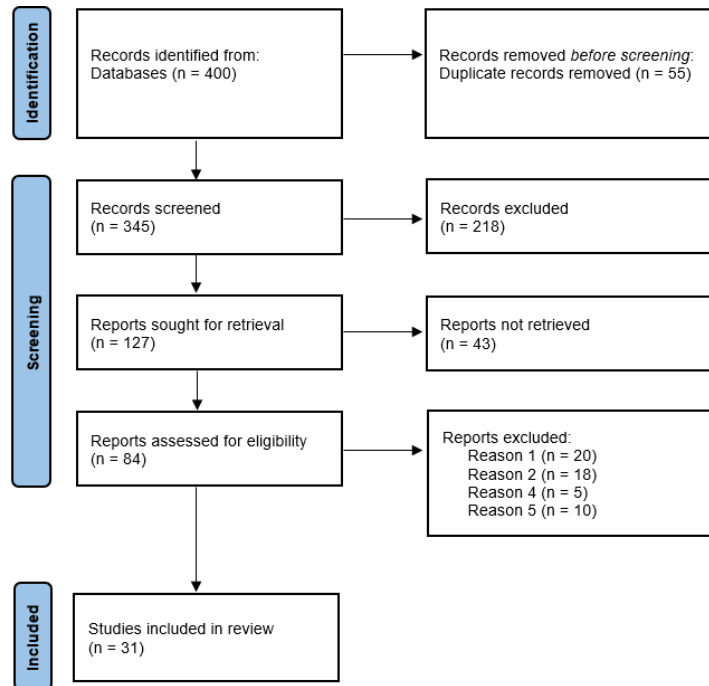 Identification
Records identified from:
Databases (n = 400)
Records removed before screening:
Duplicate records removed (n = 55)
Screening
Records screened
(n = 345)
Records excluded
(n = 218)
Reports sought for retrieval
(n = 127)
Reports not retrieved
(n = 43)
Reports assessed for eligibility
(n = 84)
Reports excluded:
Reason 1 (n = 20)
Reason 2 (n = 18)
Reason 4 (n = 5)
Reason 5 (n = 10)
Included
Studies included in review
(n = 31)